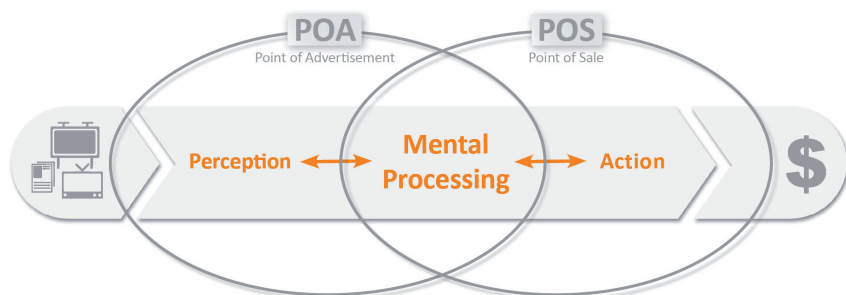 POA
Point of Advertisement
POS
Point of Sale
Perception
Mental
Processing
Action
$